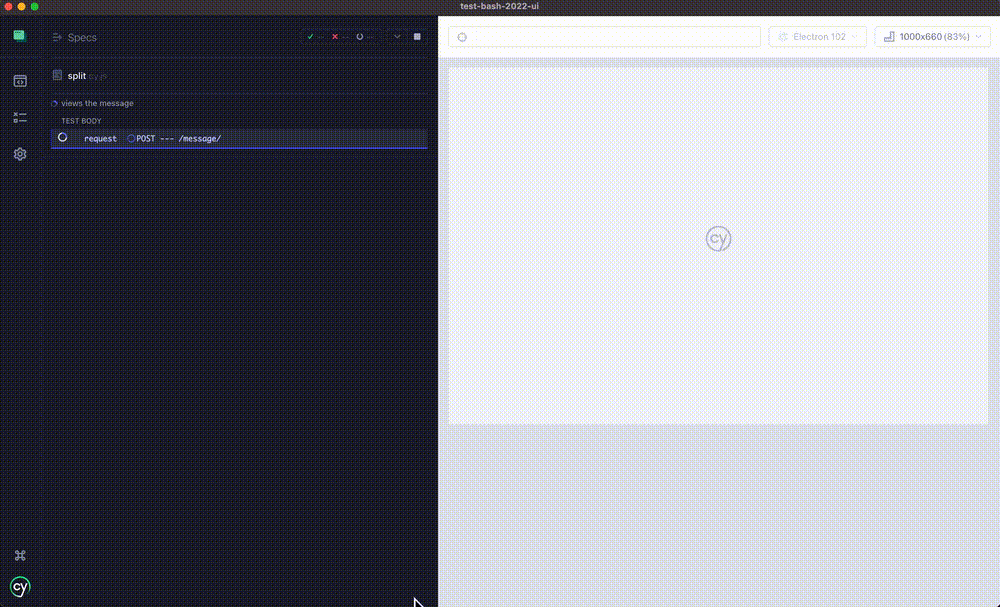 test-bash-2022-ui
Specs
✓ -- ✕ -- --
Electron 102
1000x660 (83%)
split cy.js
views the message
TEST BODY
request POST --- /message/
cy
cy